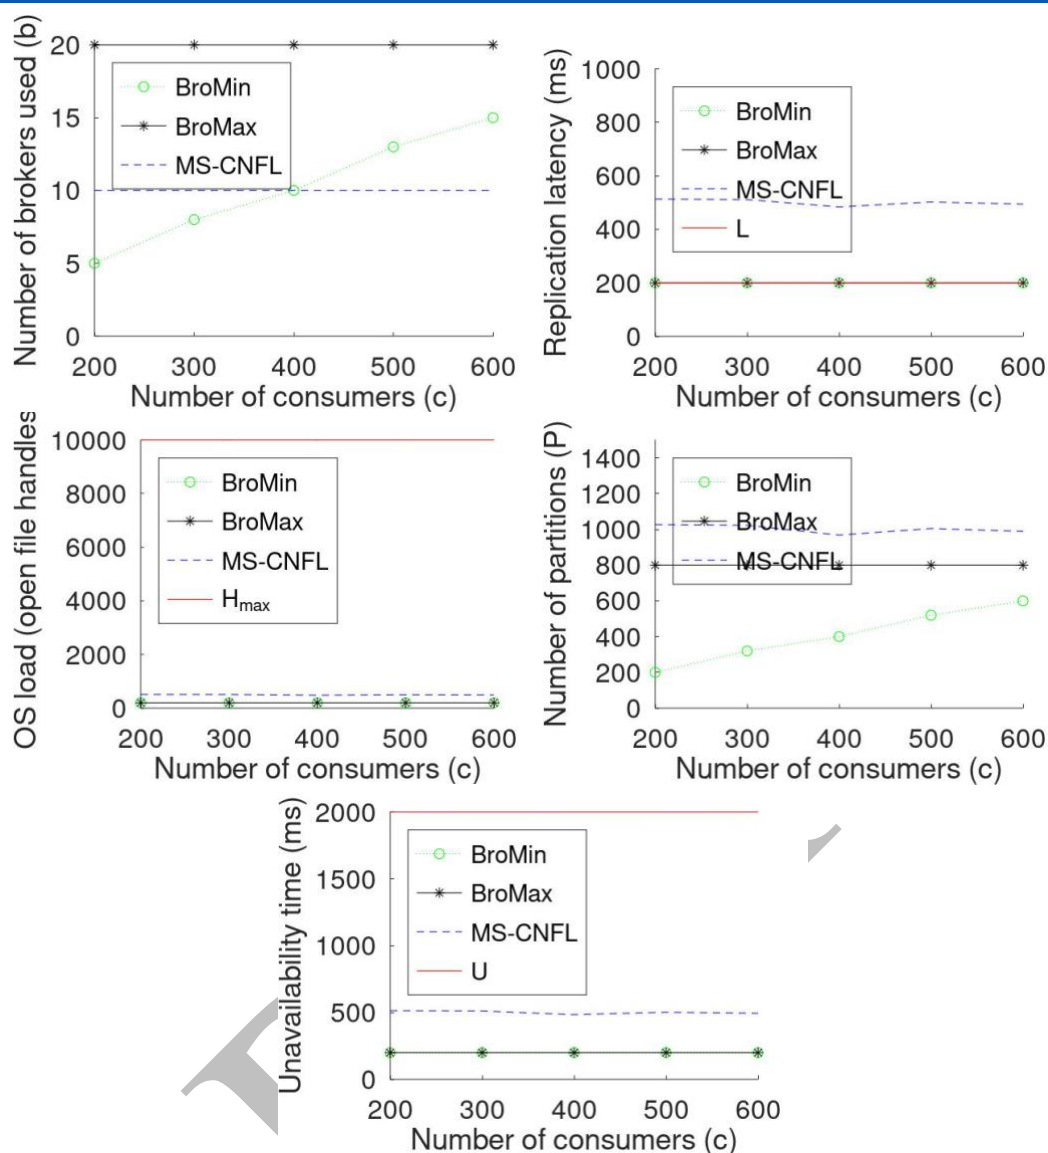 Number of brokers used (b)
20
15
10
5
0
BroMin
BroMax
MS-CNFL
200 300 400 500 600
Number of consumers (c)
Replication latency (ms)
1000
800
600
400
200
0
BroMin
BroMax
MS-CNFL
L
200 300 400 500 600
Number of consumers (c)
OS load (open file handles
10000
8000
6000
4000
2000
0
BroMin
BroMax
MS-CNFL
Hmax
200 300 400 500 600
Number of consumers (c)
Number of partitions (P)
1400
1200
1000
800
600
400
200
0
BroMin
BroMax
MS-CNFL
200 300 400 500 600
Number of consumers (c)
Unavailability time (ms)
2000
1500
1000
500
0
BroMin
BroMax
MS-CNFL
U
200 300 400 500 600
Number of consumers (c)